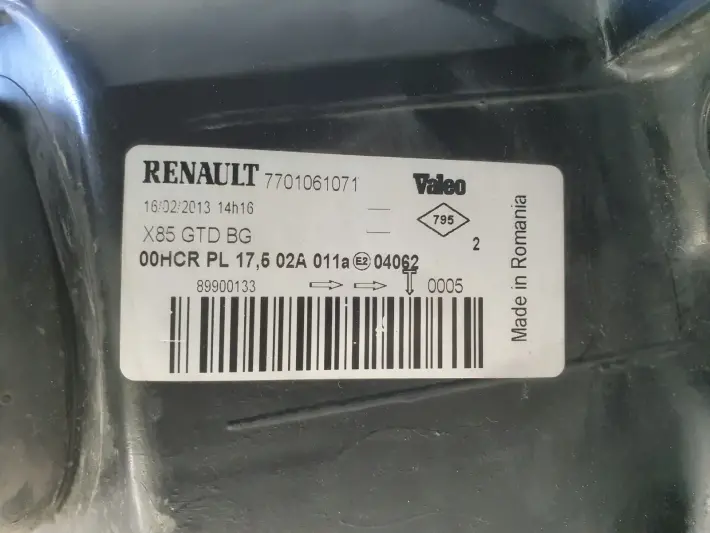 RENAULT 7701061071 Valeo
16/02/2013 14h16
795
X85 GTD BG
2
00HCR PL 17,5 02A 011a E2 04062
89900133 0005
Made in Romania